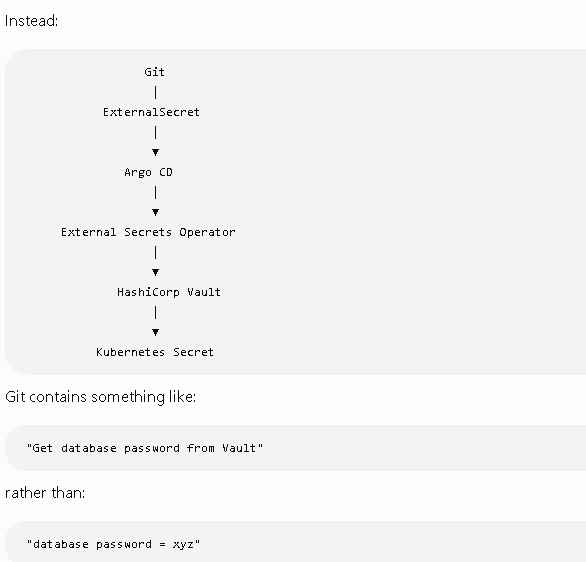 Instead:
Git
|
ExternalSecret
|
▼
Argo CD
|
▼
External Secrets Operator
|
▼
HashiCorp Vault
|
▼
Kubernetes Secret
Git contains something like:
"Get database password from Vault"
rather than:
"database password = xyz"